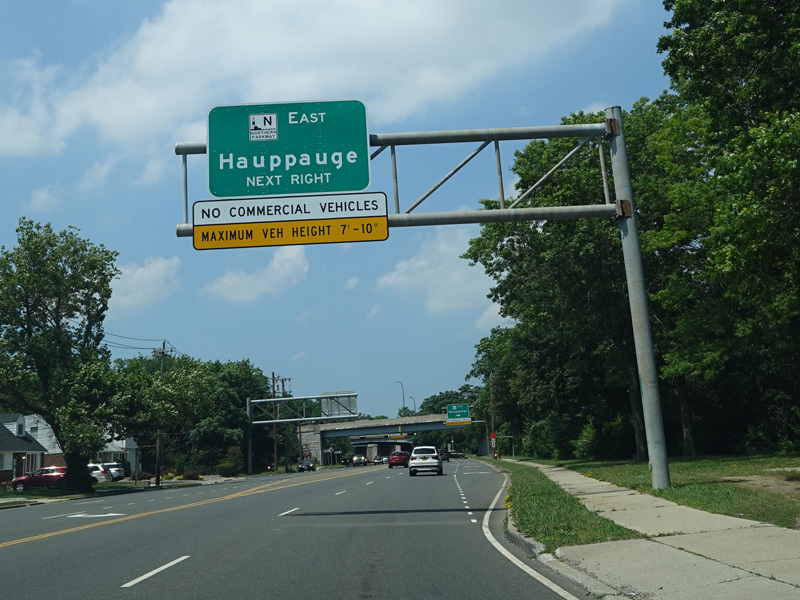 N EAST
NORTHERN
PARKWAY
Hauppauge
NEXT RIGHT
NO COMMERCIAL VEHICLES
MAXIMUM VEH HEIGHT 7'-10"